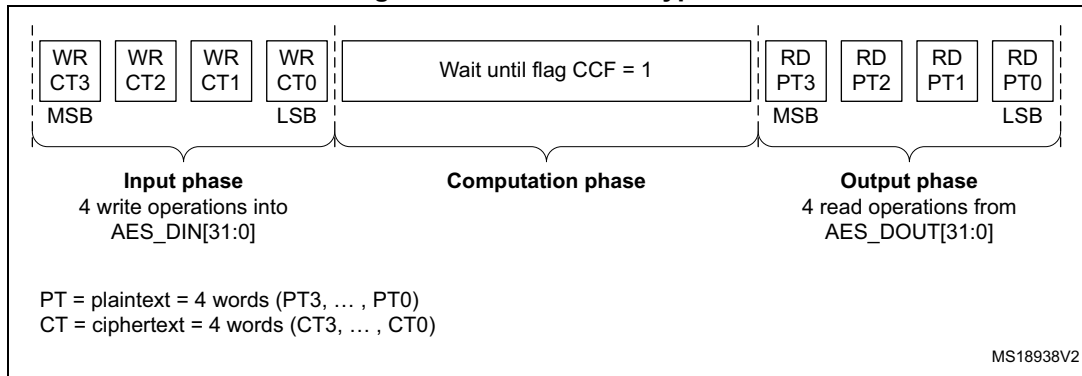 WR WR WR WR
CT3 CT2 CT1 CT0
Wait until flag CCF = 1
RD RD RD RD
PT3 PT2 PT1 PT0
MSB LSB MSB LSB
Input phase
4 write operations into
AES_DIN[31:0]
Computation phase
Output phase
4 read operations from
AES_DOUT[31:0]
PT = plaintext = 4 words (PT3, … , PT0)
CT = ciphertext = 4 words (CT3, … , CT0)
MS18938V2